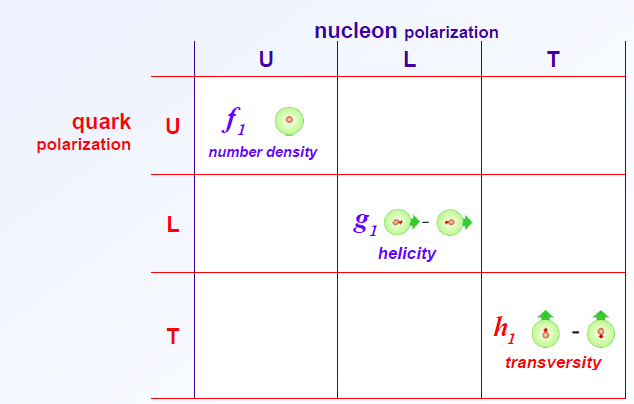 nucleon polarization
U L T
quark
polarization
U
f1
number density
L
g1 -
helicity
T
h1 -
transversity